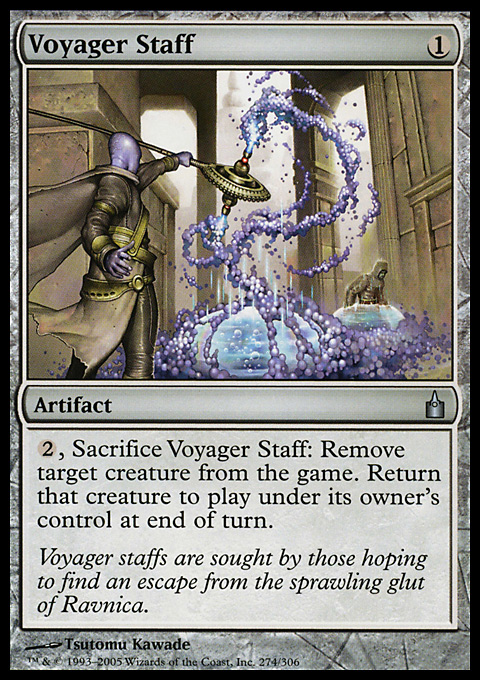 Voyager Staff 1
Artifact
2, Sacrifice Voyager Staff: Remove
target creature from the game. Return
that creature to play under its owner's
control at end of turn.
Voyager staffs are sought by those hoping
to find an escape from the sprawling glut
of Ravnica.
Tsutomu Kawade
™ & © 1993–2005 Wizards of the Coast, Inc. 274/306